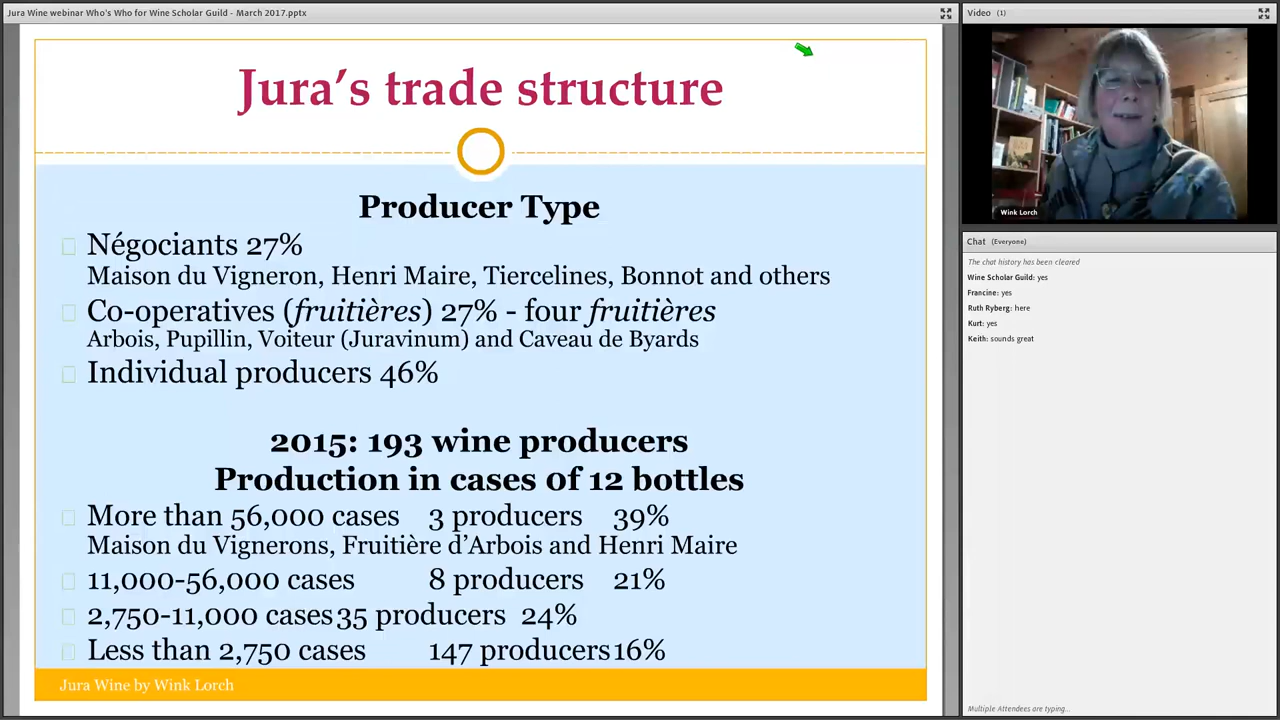 Jura Wine webinar Who's Who for Wine Scholar Guild - March 2017.pptx
Jura's trade structure
Producer Type
Négociants 27%
Maison du Vigneron, Henri Maire, Tiercelines, Bonnot and others
Co-operatives (fruitières) 27% - four fruitières
Arbois, Pupillin, Voiteur (Juravinum) and Caveau de Byards
Individual producers 46%
2015: 193 wine producers
Production in cases of 12 bottles
More than 56,000 cases 3 producers 39%
Maison du Vignerons, Fruitière d'Arbois and Henri Maire
11,000-56,000 cases 8 producers 21%
2,750-11,000 cases 35 producers 24%
Less than 2,750 cases 147 producers 16%
Jura Wine by Wink Lorch
Video (1)
Wink Lorch
Chat (Everyone)
The chat history has been cleared
Wine Scholar Guild: yes
Francine: yes
Ruth Ryberg: here
Kurt: yes
Keith: sounds great
Multiple Attendees are typing...